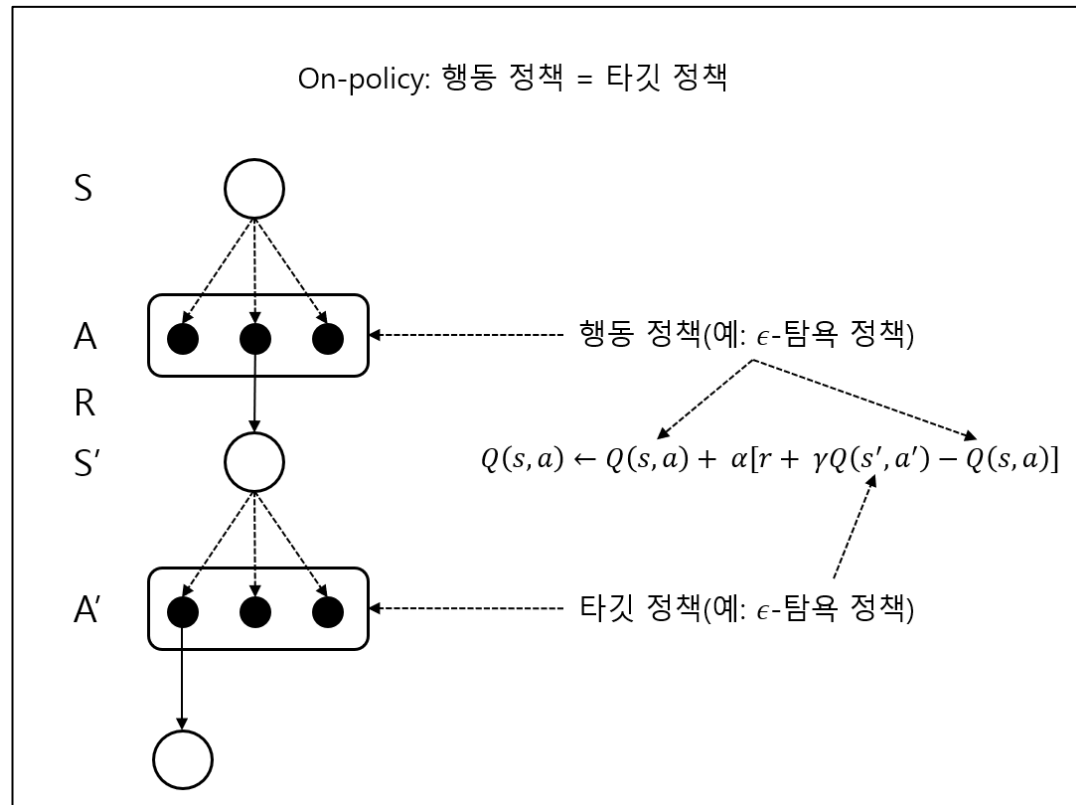 On-policy: 행동 정책 = 타깃 정책
S
A
행동 정책(예: ϵ-탐욕 정책)
R
S′
Q(s, a) ← Q(s, a) + α[r + γQ(s′, a′) − Q(s, a)]
A′
타깃 정책(예: ϵ-탐욕 정책)